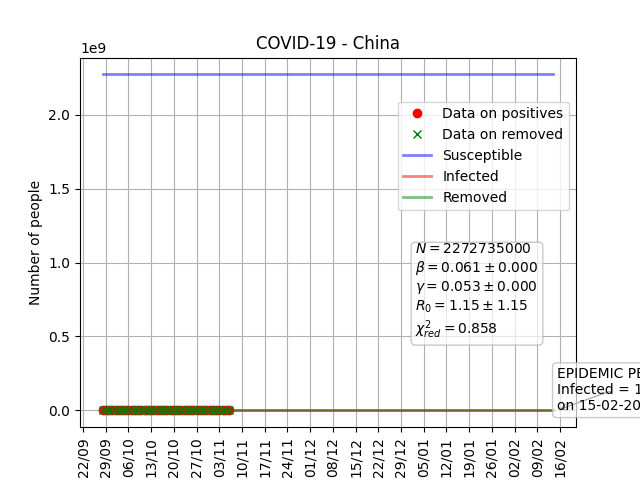 COVID-19 - China
1e9
Number of people
2.0
1.5
1.0
0.5
0.0
Data on positives
Data on removed
Susceptible
Infected
Removed
N = 2272735000
β = 0.061 ± 0.000
γ = 0.053 ± 0.000
R₀ = 1.15 ± 1.15
χ²red = 0.858
EPIDEMIC PE
Infected = 1
on 15-02-20
22/09 29/09 06/10 13/10 20/10 27/10 03/11 10/11 17/11 24/11 01/12 08/12 15/12 22/12 29/12 05/01 12/01 19/01 26/01 02/02 09/02 16/02